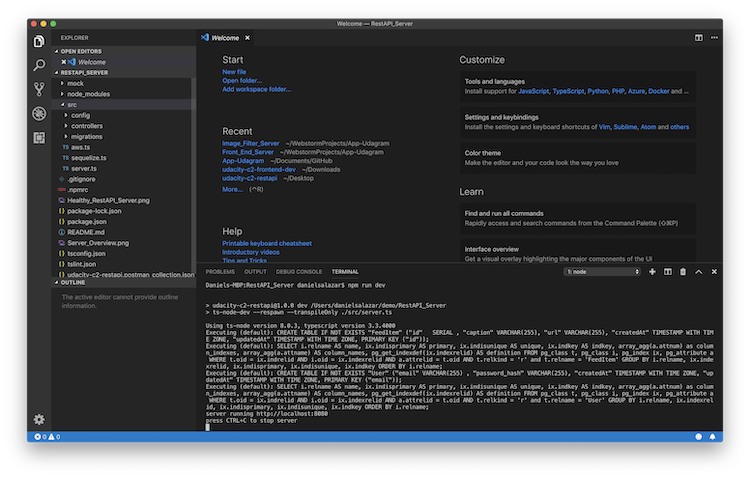 Welcome — RestAPI_Server
EXPLORER
OPEN EDITORS
Welcome
RESTAPI_SERVER
mock
node_modules
src
config
controllers
migrations
TS aws.ts
TS sequelize.ts
TS server.ts
.gitignore
.npmrc
Healthy_RestAPI_Server.png
{} package-lock.json
{} package.json
README.md
Server_Overview.png
{} tsconfig.json
{} tslint.json
{} udacity-c2-restapi.postman_collection.json
OUTLINE
The active editor cannot provide outline
information.
Welcome
Start
New file
Open folder...
Add workspace folder...
Recent
Image_Filter_Server ~/WebstormProjects/App-Udagram
Front_End_Server ~/WebstormProjects/App-Udagram
App-Udagram ~/Documents/GitHub
udacity-c2-frontend-dev ~/Downloads
udacity-c2-restapi ~/Desktop
More... (^R)
Help
Printable keyboard cheatsheet
Introductory videos
Tips and Tricks
Customize
Tools and languages
Install support for JavaScript, TypeScript, Python, PHP, Azure, Docker and ...
Settings and keybindings
Install the settings and keyboard shortcuts of Vim, Sublime, Atom and others
Color theme
Make the editor and your code look the way you love
Learn
Find and run all commands
Rapidly access and search commands from the Command Palette (⇧⌘P)
Interface overview
Get a visual overlay highlighting the major components of the UI
PROBLEMS OUTPUT DEBUG CONSOLE TERMINAL
1: node
Daniels-MBP:RestAPI_Server danielsalazar$ npm run dev
> udacity-c2-restapi@1.0.0 dev /Users/danielsalazar/demo/RestAPI_Server
> ts-node-dev --respawn --transpileOnly ./src/server.ts
Using ts-node version 8.0.3, typescript version 3.3.4000
Executing (default): CREATE TABLE IF NOT EXISTS "FeedItem" ("id" SERIAL , "caption" VARCHAR(255), "url" VARCHAR(255), "createdAt" TIMESTAMP WITH TIM
E ZONE, "updatedAt" TIMESTAMP WITH TIME ZONE, PRIMARY KEY ("id"));
Executing (default): SELECT i.relname AS name, ix.indisprimary AS primary, ix.indisunique AS unique, ix.indkey AS indkey, array_agg(a.attnum) as colum
n_indexes, array_agg(a.attname) AS column_names, pg_get_indexdef(ix.indexrelid) AS definition FROM pg_class t, pg_class i, pg_index ix, pg_attribute a
WHERE t.oid = ix.indrelid AND i.oid = ix.indexrelid AND a.attrelid = t.oid AND t.relkind = 'r' and t.relname = 'FeedItem' GROUP BY i.relname, ix.index
relid, ix.indisprimary, ix.indisunique, ix.indkey ORDER BY i.relname;
Executing (default): CREATE TABLE IF NOT EXISTS "User" ("email" VARCHAR(255) , "password_hash" VARCHAR(255), "createdAt" TIMESTAMP WITH TIME ZONE, "up
datedAt" TIMESTAMP WITH TIME ZONE, PRIMARY KEY ("email"));
Executing (default): SELECT i.relname AS name, ix.indisprimary AS primary, ix.indisunique AS unique, ix.indkey AS indkey, array_agg(a.attnum) as colum
n_indexes, array_agg(a.attname) AS column_names, pg_get_indexdef(ix.indexrelid) AS definition FROM pg_class t, pg_class i, pg_index ix, pg_attribute a
WHERE t.oid = ix.indrelid AND i.oid = ix.indexrelid AND a.attrelid = t.oid AND t.relkind = 'r' and t.relname = 'User' GROUP BY i.relname, ix.indexrel
id, ix.indisprimary, ix.indisunique, ix.indkey ORDER BY i.relname;
server running http://localhost:8080
press CTRL+C to stop server
0 0